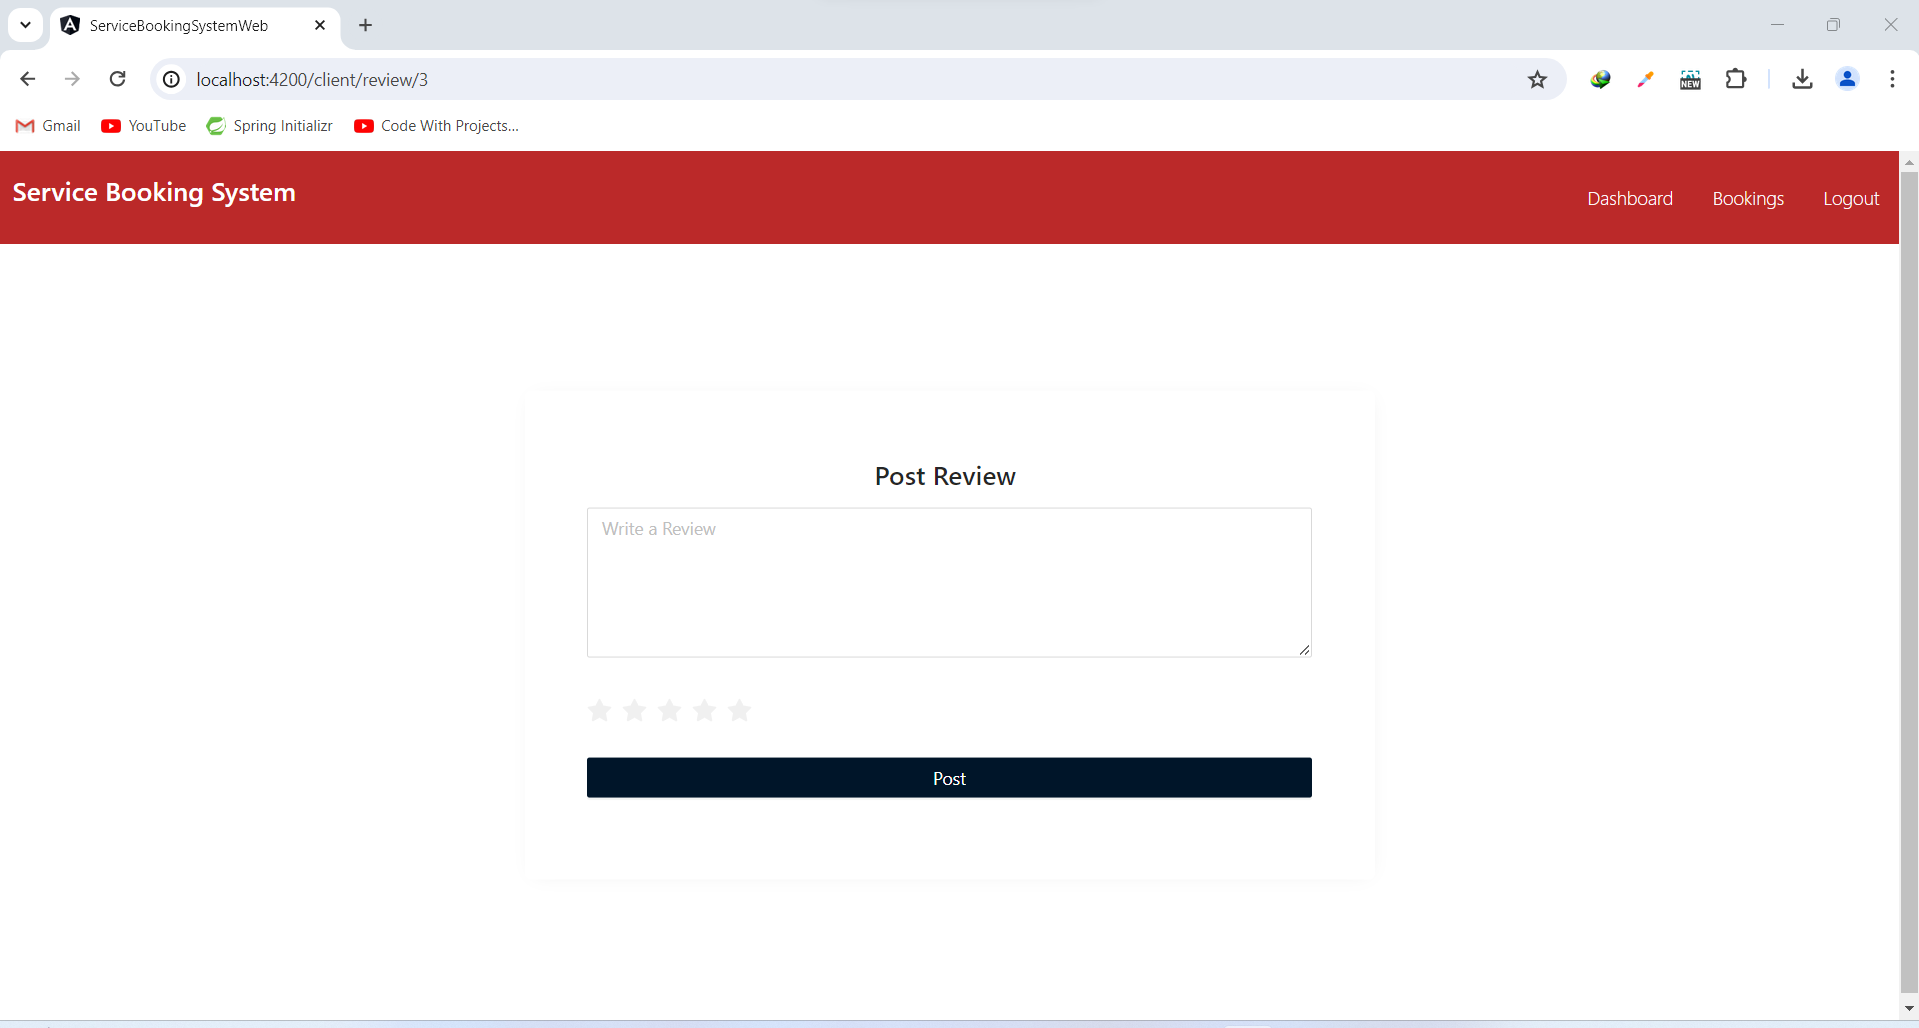 ServiceBookingSystemWeb
localhost:4200/client/review/3
NEW
Gmail YouTube Spring Initializr Code With Projects...
Service Booking System Dashboard Bookings Logout
Post Review
Write a Review
Post